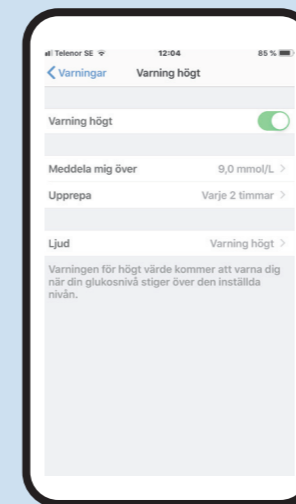 Telenor SE 12:04 85 %
Varningar Varning högt
Varning högt
Meddela mig över 9,0 mmol/L
Upprepa Varje 2 timmar
Ljud Varning högt
Varningen för högt värde kommer att varna dig
när din glukosnivå stiger över den inställda
nivån.